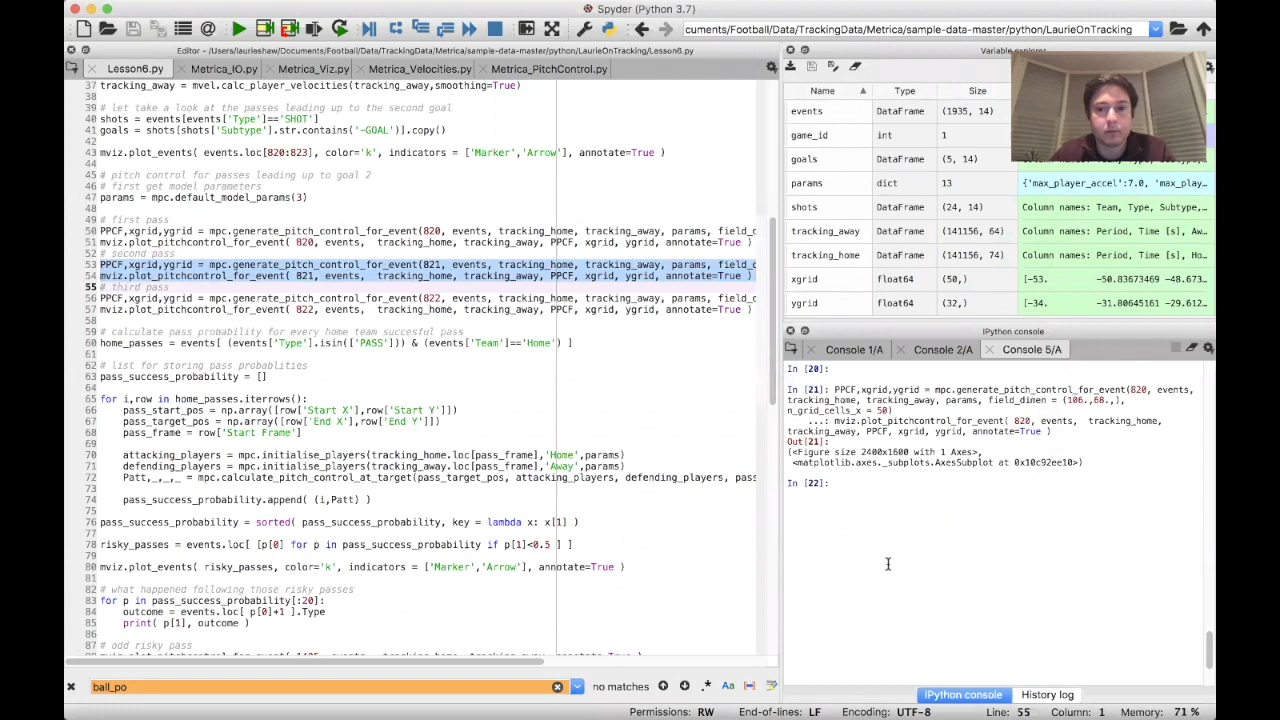 Spyder (Python 3.7)
cuments/Football/Data/TrackingData/Metrica/sample-data-master/python/LaurieOnTracking
Editor - /Users/laurieshaw/Documents/Football/Data/TrackingData/Metrica/sample-data-master/python/LaurieOnTracking/Lesson6.py
Lesson6.py Metrica_IO.py Metrica_Viz.py Metrica_Velocities.py Metrica_PitchControl.py
37 tracking_away = mvel.calc_player_velocities(tracking_away,smoothing=True)
38
39 # let take a look at the passes leading up to the second goal
40 shots = events[events['Type']=='SHOT']
41 goals = shots[shots['Subtype'].str.contains('-GOAL')].copy()
42
43 mviz.plot_events( events.loc[820:823], color='k', indicators = ['Marker','Arrow'], annotate=True )
44
45 # pitch control for passes leading up to goal 2
46 # first get model parameters
47 params = mpc.default_model_params(3)
48
49 # first pass
50 PPCF,xgrid,ygrid = mpc.generate_pitch_control_for_event(820, events, tracking_home, tracking_away, params, field_d
51 mviz.plot_pitchcontrol_for_event( 820, events,  tracking_home, tracking_away, PPCF, xgrid, ygrid, annotate=True )
52 # second pass
53 PPCF,xgrid,ygrid = mpc.generate_pitch_control_for_event(821, events, tracking_home, tracking_away, params, field_d
54 mviz.plot_pitchcontrol_for_event( 821, events,  tracking_home, tracking_away, PPCF, xgrid, ygrid, annotate=True )
55 # third pass
56 PPCF,xgrid,ygrid = mpc.generate_pitch_control_for_event(822, events, tracking_home, tracking_away, params, field_d
57 mviz.plot_pitchcontrol_for_event( 822, events,  tracking_home, tracking_away, PPCF, xgrid, ygrid, annotate=True )
58
59 # calculate pass probability for every home team succesful pass
60 home_passes = events[ (events['Type'].isin(['PASS'])) & (events['Team']=='Home') ]
61
62 # list for storing pass probablities
63 pass_success_probability = []
64
65 for i,row in home_passes.iterrows():
66 pass_start_pos = np.array([row['Start X'],row['Start Y']])
67 pass_target_pos = np.array([row['End X'],row['End Y']])
68 pass_frame = row['Start Frame']
69
70 attacking_players = mpc.initialise_players(tracking_home.loc[pass_frame],'Home',params)
71 defending_players = mpc.initialise_players(tracking_away.loc[pass_frame],'Away',params)
72 Patt,_,_,_ = mpc.calculate_pitch_control_at_target(pass_target_pos, attacking_players, defending_players, pas
73
74 pass_success_probability.append( (i,Patt) )
75
76 pass_success_probability = sorted( pass_success_probability, key = lambda x: x[1] )
77
78 risky_passes = events.loc[ [p[0] for p in pass_success_probability if p[1]<0.5 ] ]
79
80 mviz.plot_events( risky_passes, color='k', indicators = ['Marker','Arrow'], annotate=True )
81
82 # what happened following those risky passes
83 for p in pass_success_probability[:20]:
84 outcome = events.loc[ p[0]+1 ].Type
85 print( p[1], outcome )
86
87 # odd risky pass
ball_po no matches .* Aa
Variable explorer
Name Type Size
events DataFrame (1935, 14)
game_id int 1
goals DataFrame (5, 14)
params dict 13 {'max_player_accel':7.0, 'max_play…
shots DataFrame (24, 14) Column names: Team, Type, Subtype,…
tracking_away DataFrame (141156, 64) Column names: Period, Time [s], Aw…
tracking_home DataFrame (141156, 74) Column names: Period, Time [s], Ho…
xgrid float64 (50,) [-53. -50.83673469 -48.673…
ygrid float64 (32,) [-34. -31.80645161 -29.612…
IPython console
Console 1/A Console 2/A Console 5/A
In [20]:
In [21]: PPCF,xgrid,ygrid = mpc.generate_pitch_control_for_event(820, events,
tracking_home, tracking_away, params, field_dimen = (106.,68.,),
n_grid_cells_x = 50)
...: mviz.plot_pitchcontrol_for_event( 820, events,  tracking_home,
tracking_away, PPCF, xgrid, ygrid, annotate=True )
Out[21]:
(<Figure size 2400x1600 with 1 Axes>,
<matplotlib.axes._subplots.AxesSubplot at 0x10c92ee10>)
In [22]:
IPython console History log
Permissions: RW End-of-lines: LF Encoding: UTF-8 Line: 55 Column: 1 Memory: 71 %